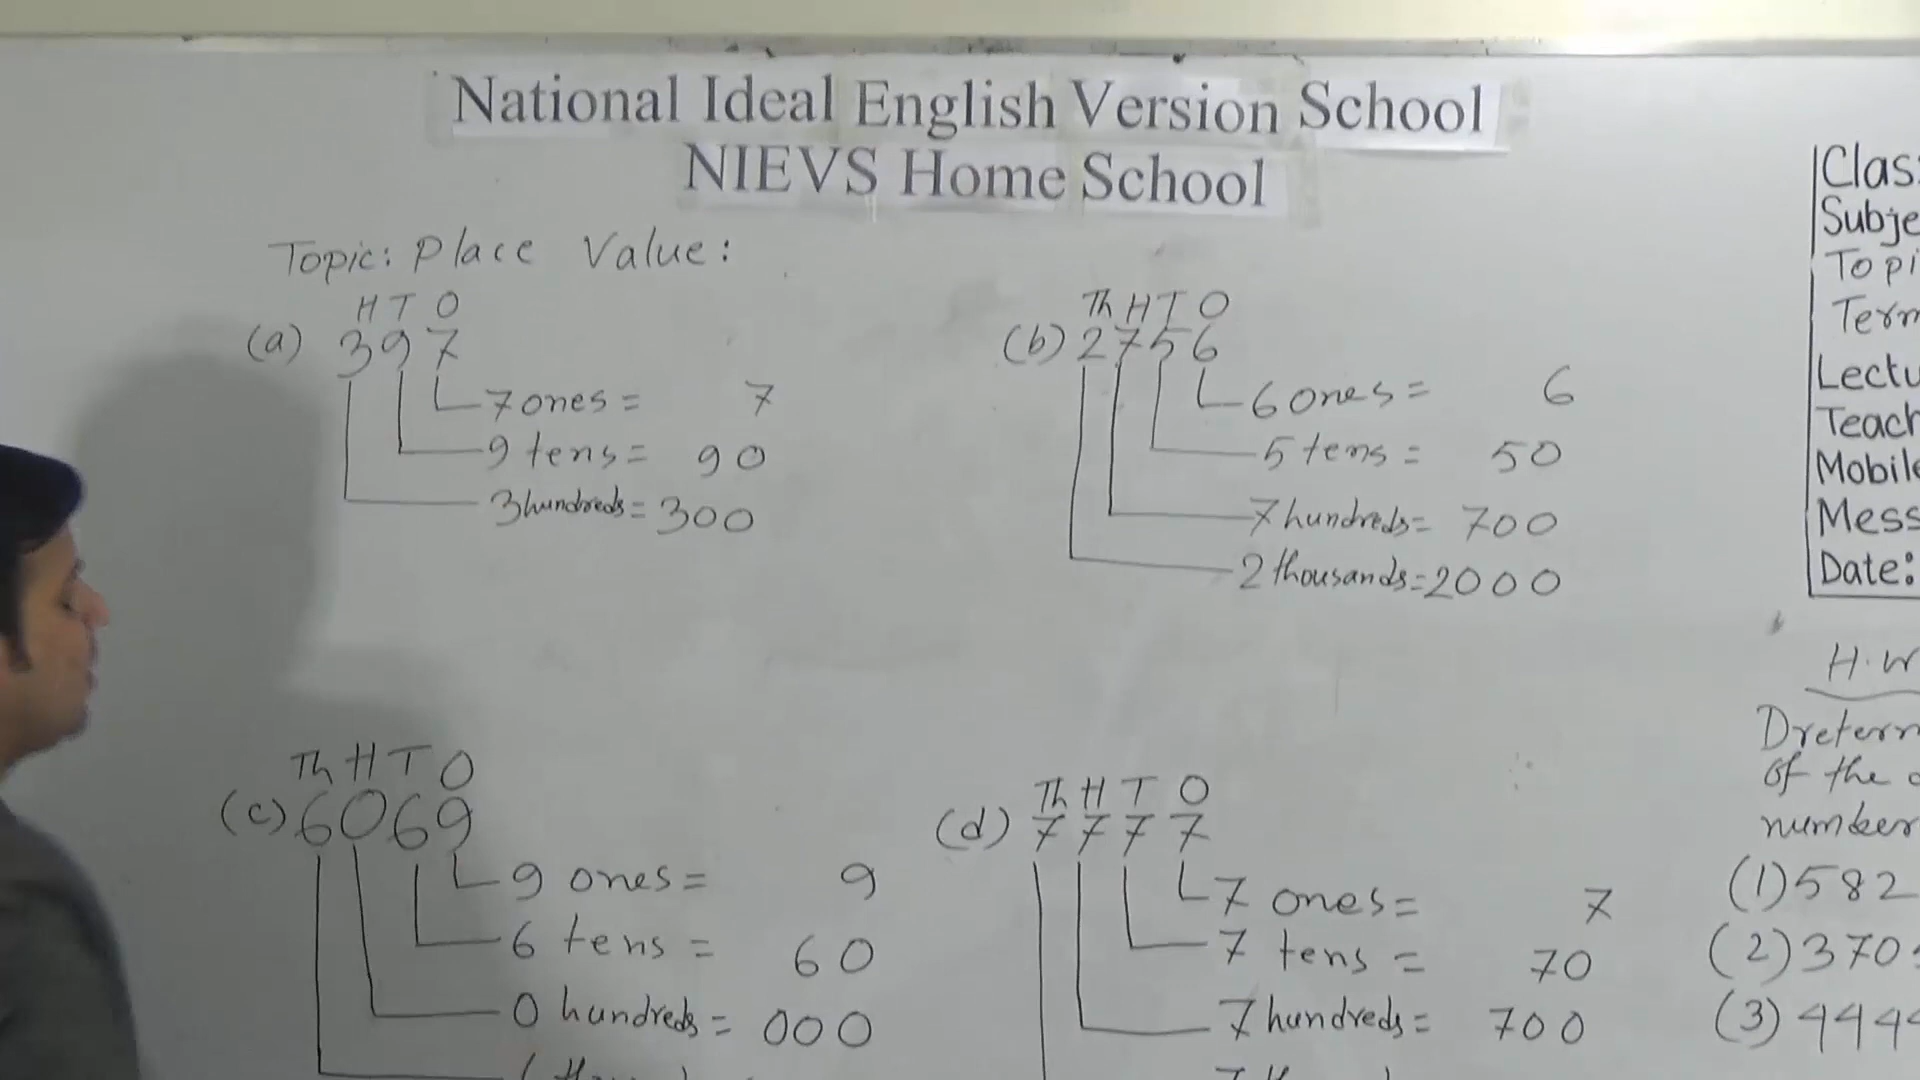 National Ideal English Version School
NIEVS Home School
Topic: Place Value:
H T O
(a) 397
7 ones = 7
9 tens = 90
3 hundreds = 300
Th H T O
(b) 2756
6 ones = 6
5 tens = 50
7 hundreds = 700
2 thousands = 2000
Th H T O
(c) 6069
9 ones = 9
6 tens = 60
0 hundreds = 000
Th H T O
(d) 7777
7 ones = 7
7 tens = 70
7 hundreds = 700
Clas
Subje
Topi
Term
Lectu
Teach
Mobile
Mess
Date:
H.W
Dreterm
of the
number
(1) 582
(2) 370
(3) 444